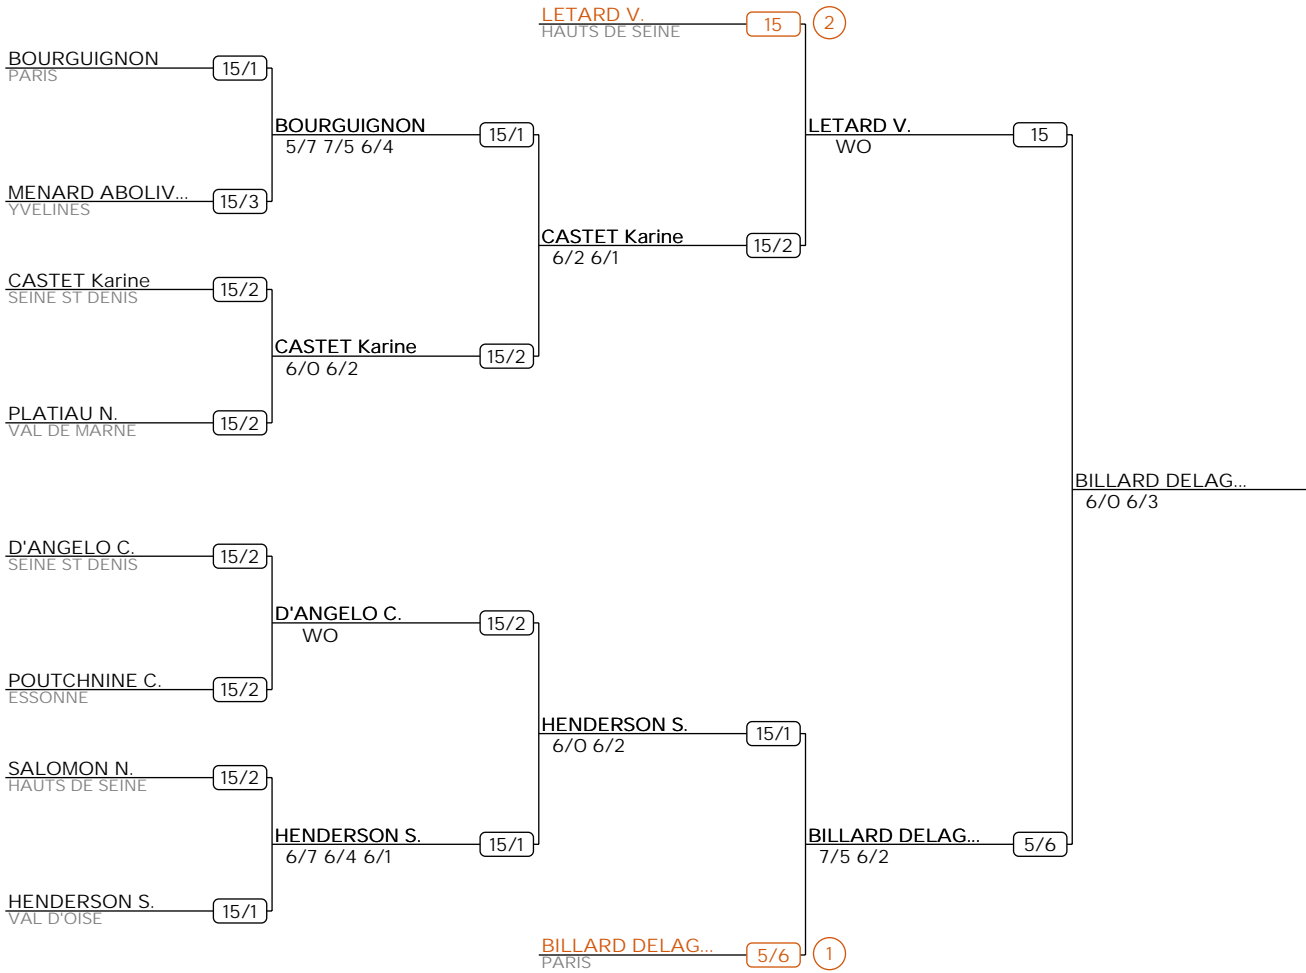 LETARD V.
HAUTS DE SEINE
15
2
BOURGUIGNON
PARIS
15/1
BOURGUIGNON
5/7 7/5 6/4
15/1
LETARD V.
WO
15
MENARD ABOLIV...
YVELINES
15/3
CASTET Karine
6/2 6/1
15/2
CASTET Karine
SEINE ST DENIS
15/2
CASTET Karine
6/0 6/2
15/2
PLATIAU N.
VAL DE MARNE
15/2
BILLARD DELAG...
6/0 6/3
D'ANGELO C.
SEINE ST DENIS
15/2
D'ANGELO C.
WO
15/2
POUTCHNINE C.
ESSONNE
15/2
HENDERSON S.
6/0 6/2
15/1
SALOMON N.
HAUTS DE SEINE
15/2
HENDERSON S.
6/7 6/4 6/1
15/1
BILLARD DELAG...
7/5 6/2
5/6
HENDERSON S.
VAL D'OISE
15/1
BILLARD DELAG...
PARIS
5/6
1